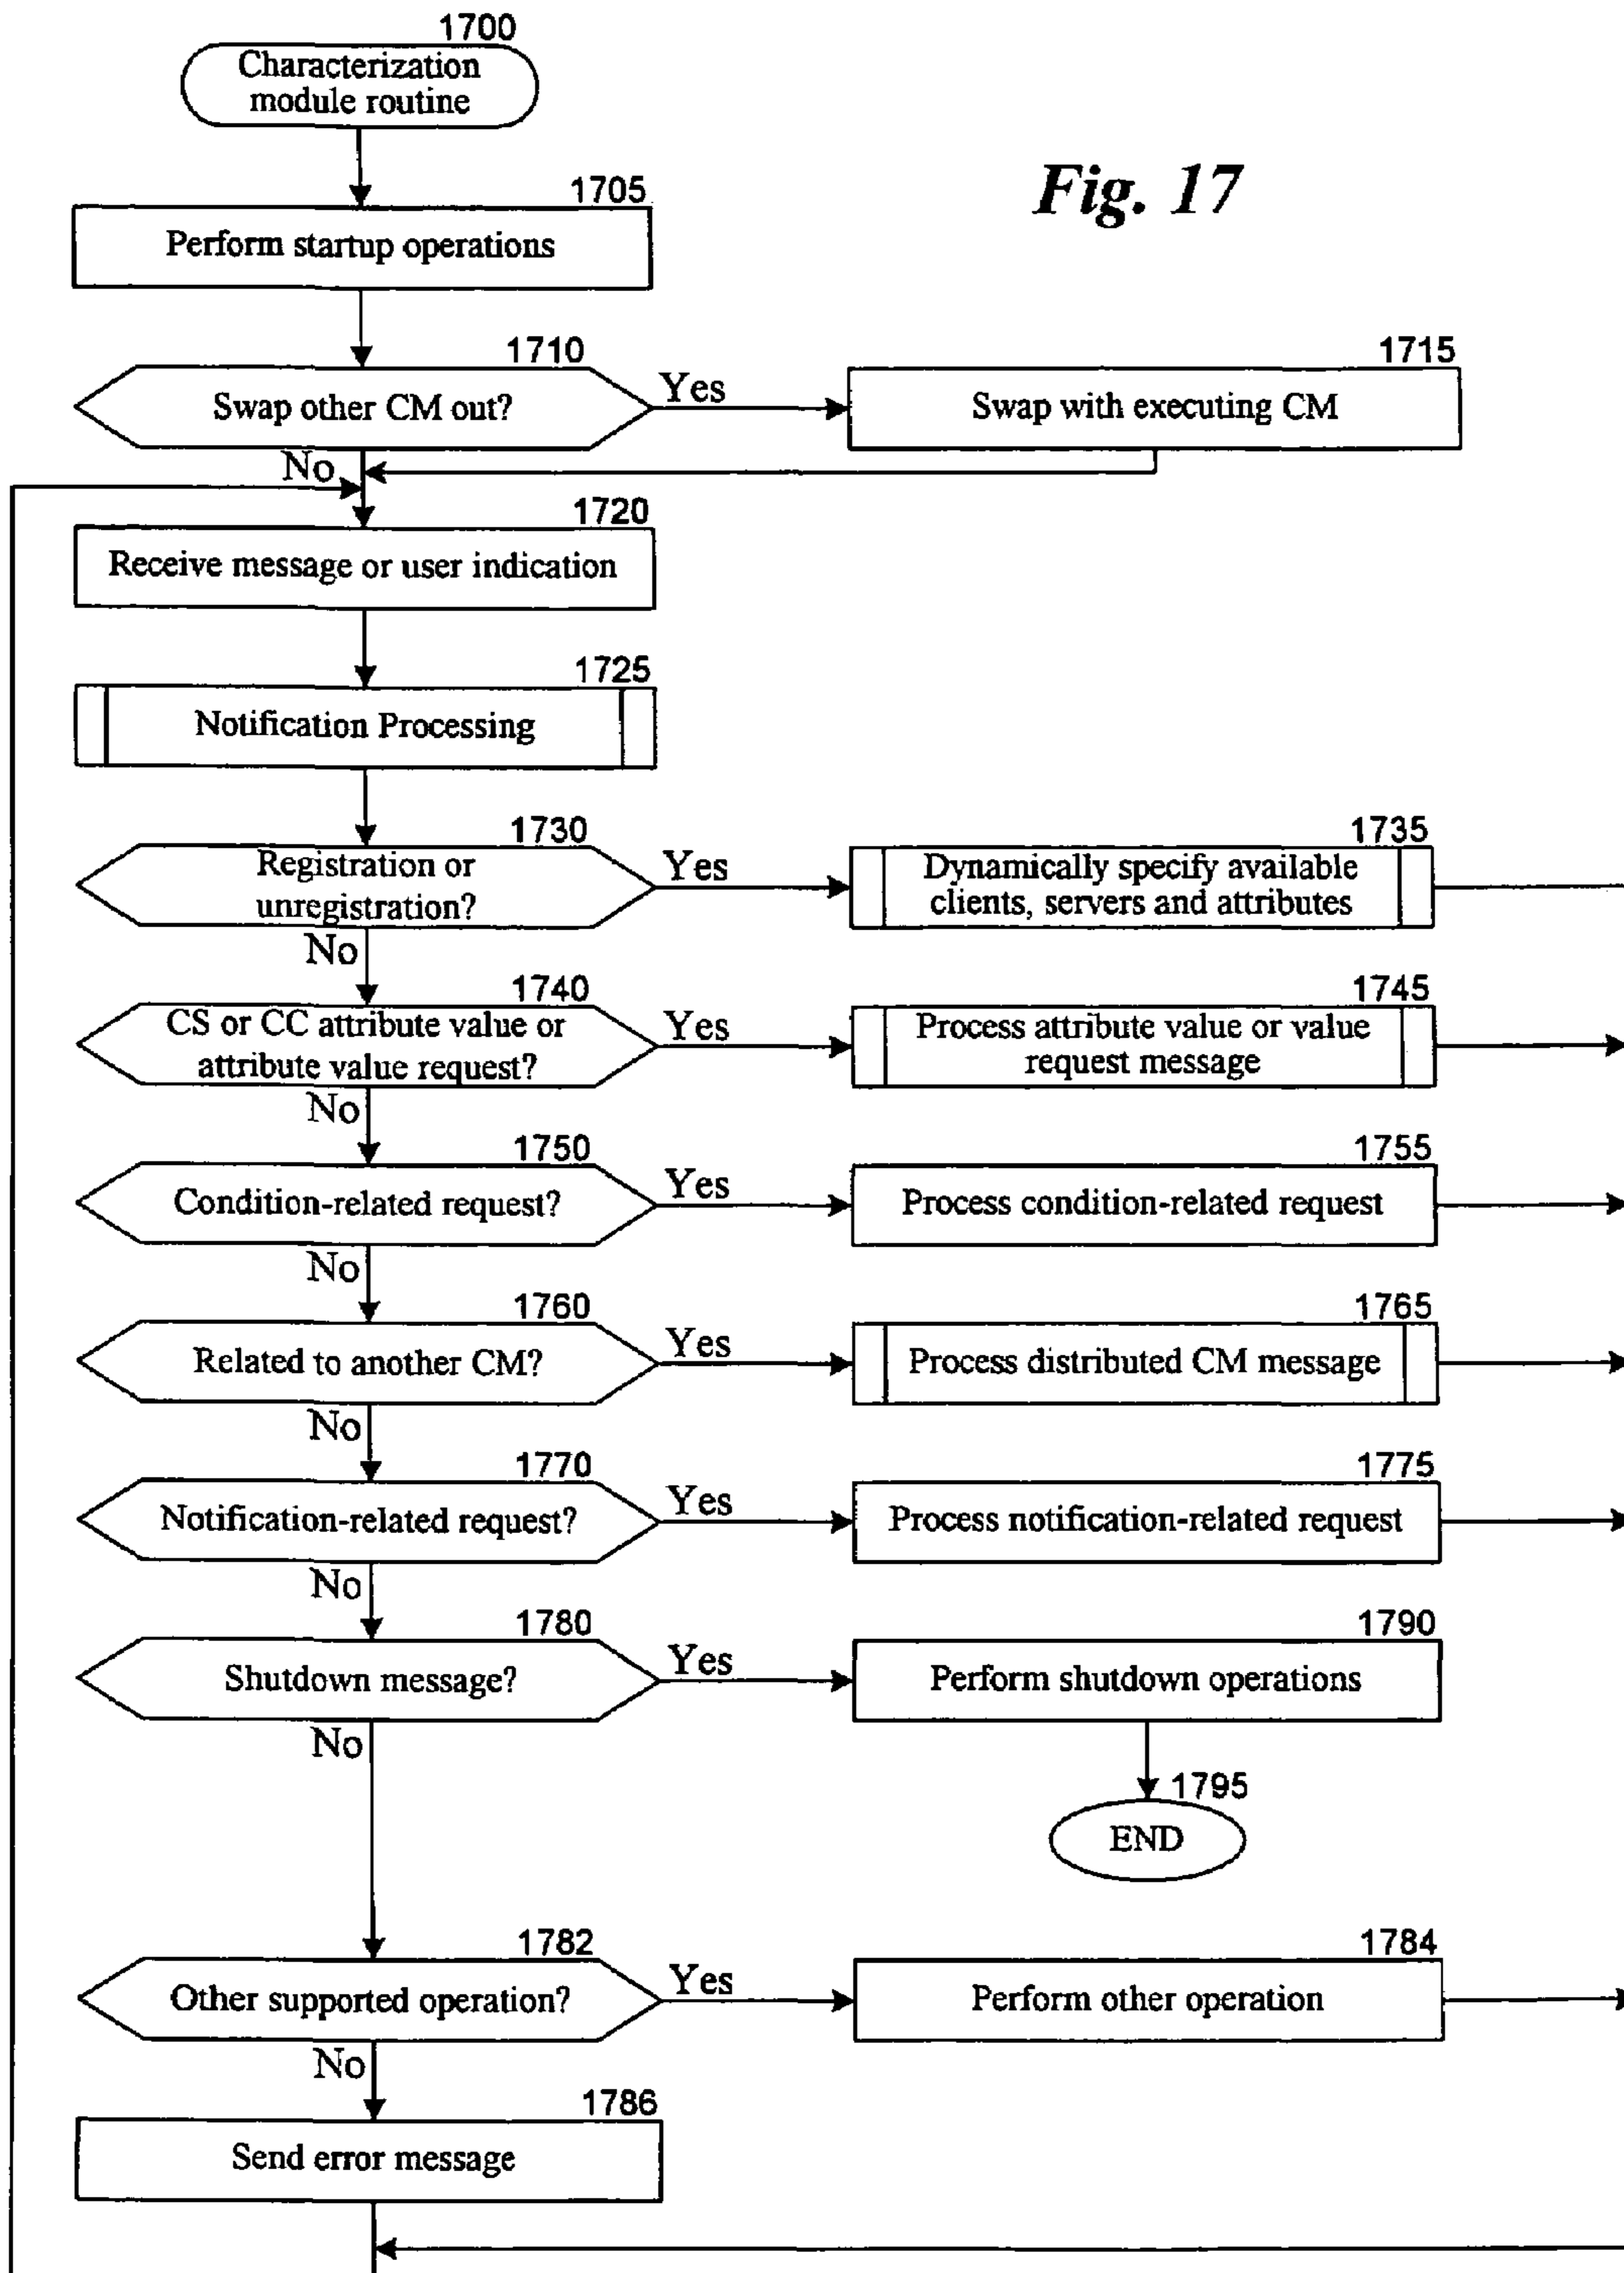 1700
Characterization
module routine
Fig. 17
1705
Perform startup operations
1710
Swap other CM out?
Yes
1715
Swap with executing CM
No
1720
Receive message or user indication
1725
Notification Processing
1730
Registration or
unregistration?
Yes
1735
Dynamically specify available
clients, servers and attributes
No
1740
CS or CC attribute value or
attribute value request?
Yes
1745
Process attribute value or value
request message
No
1750
Condition-related request?
Yes
1755
Process condition-related request
No
1760
Related to another CM?
Yes
1765
Process distributed CM message
No
1770
Notification-related request?
Yes
1775
Process notification-related request
No
1780
Shutdown message?
Yes
1790
Perform shutdown operations
No
1795
END
1782
Other supported operation?
Yes
1784
Perform other operation
No
1786
Send error message